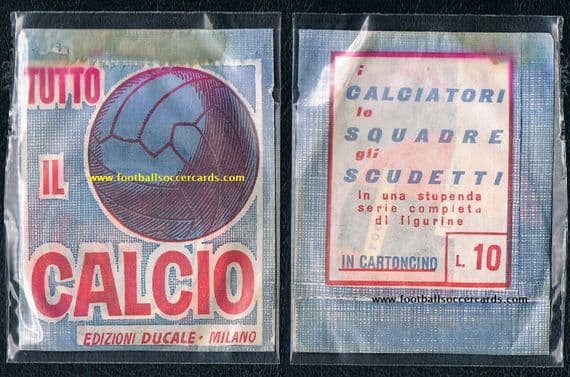 TUTTO
IL
CALCIO
EDIZIONI DUCALE • MILANO
www.footballsoccercards.com
i
CALCIATORI
le
SQUADRE
gli
SCUDETTI
In una stupenda
serie completa
di figurine
IN CARTONCINO
L. 10
www.footballsoccercards.com